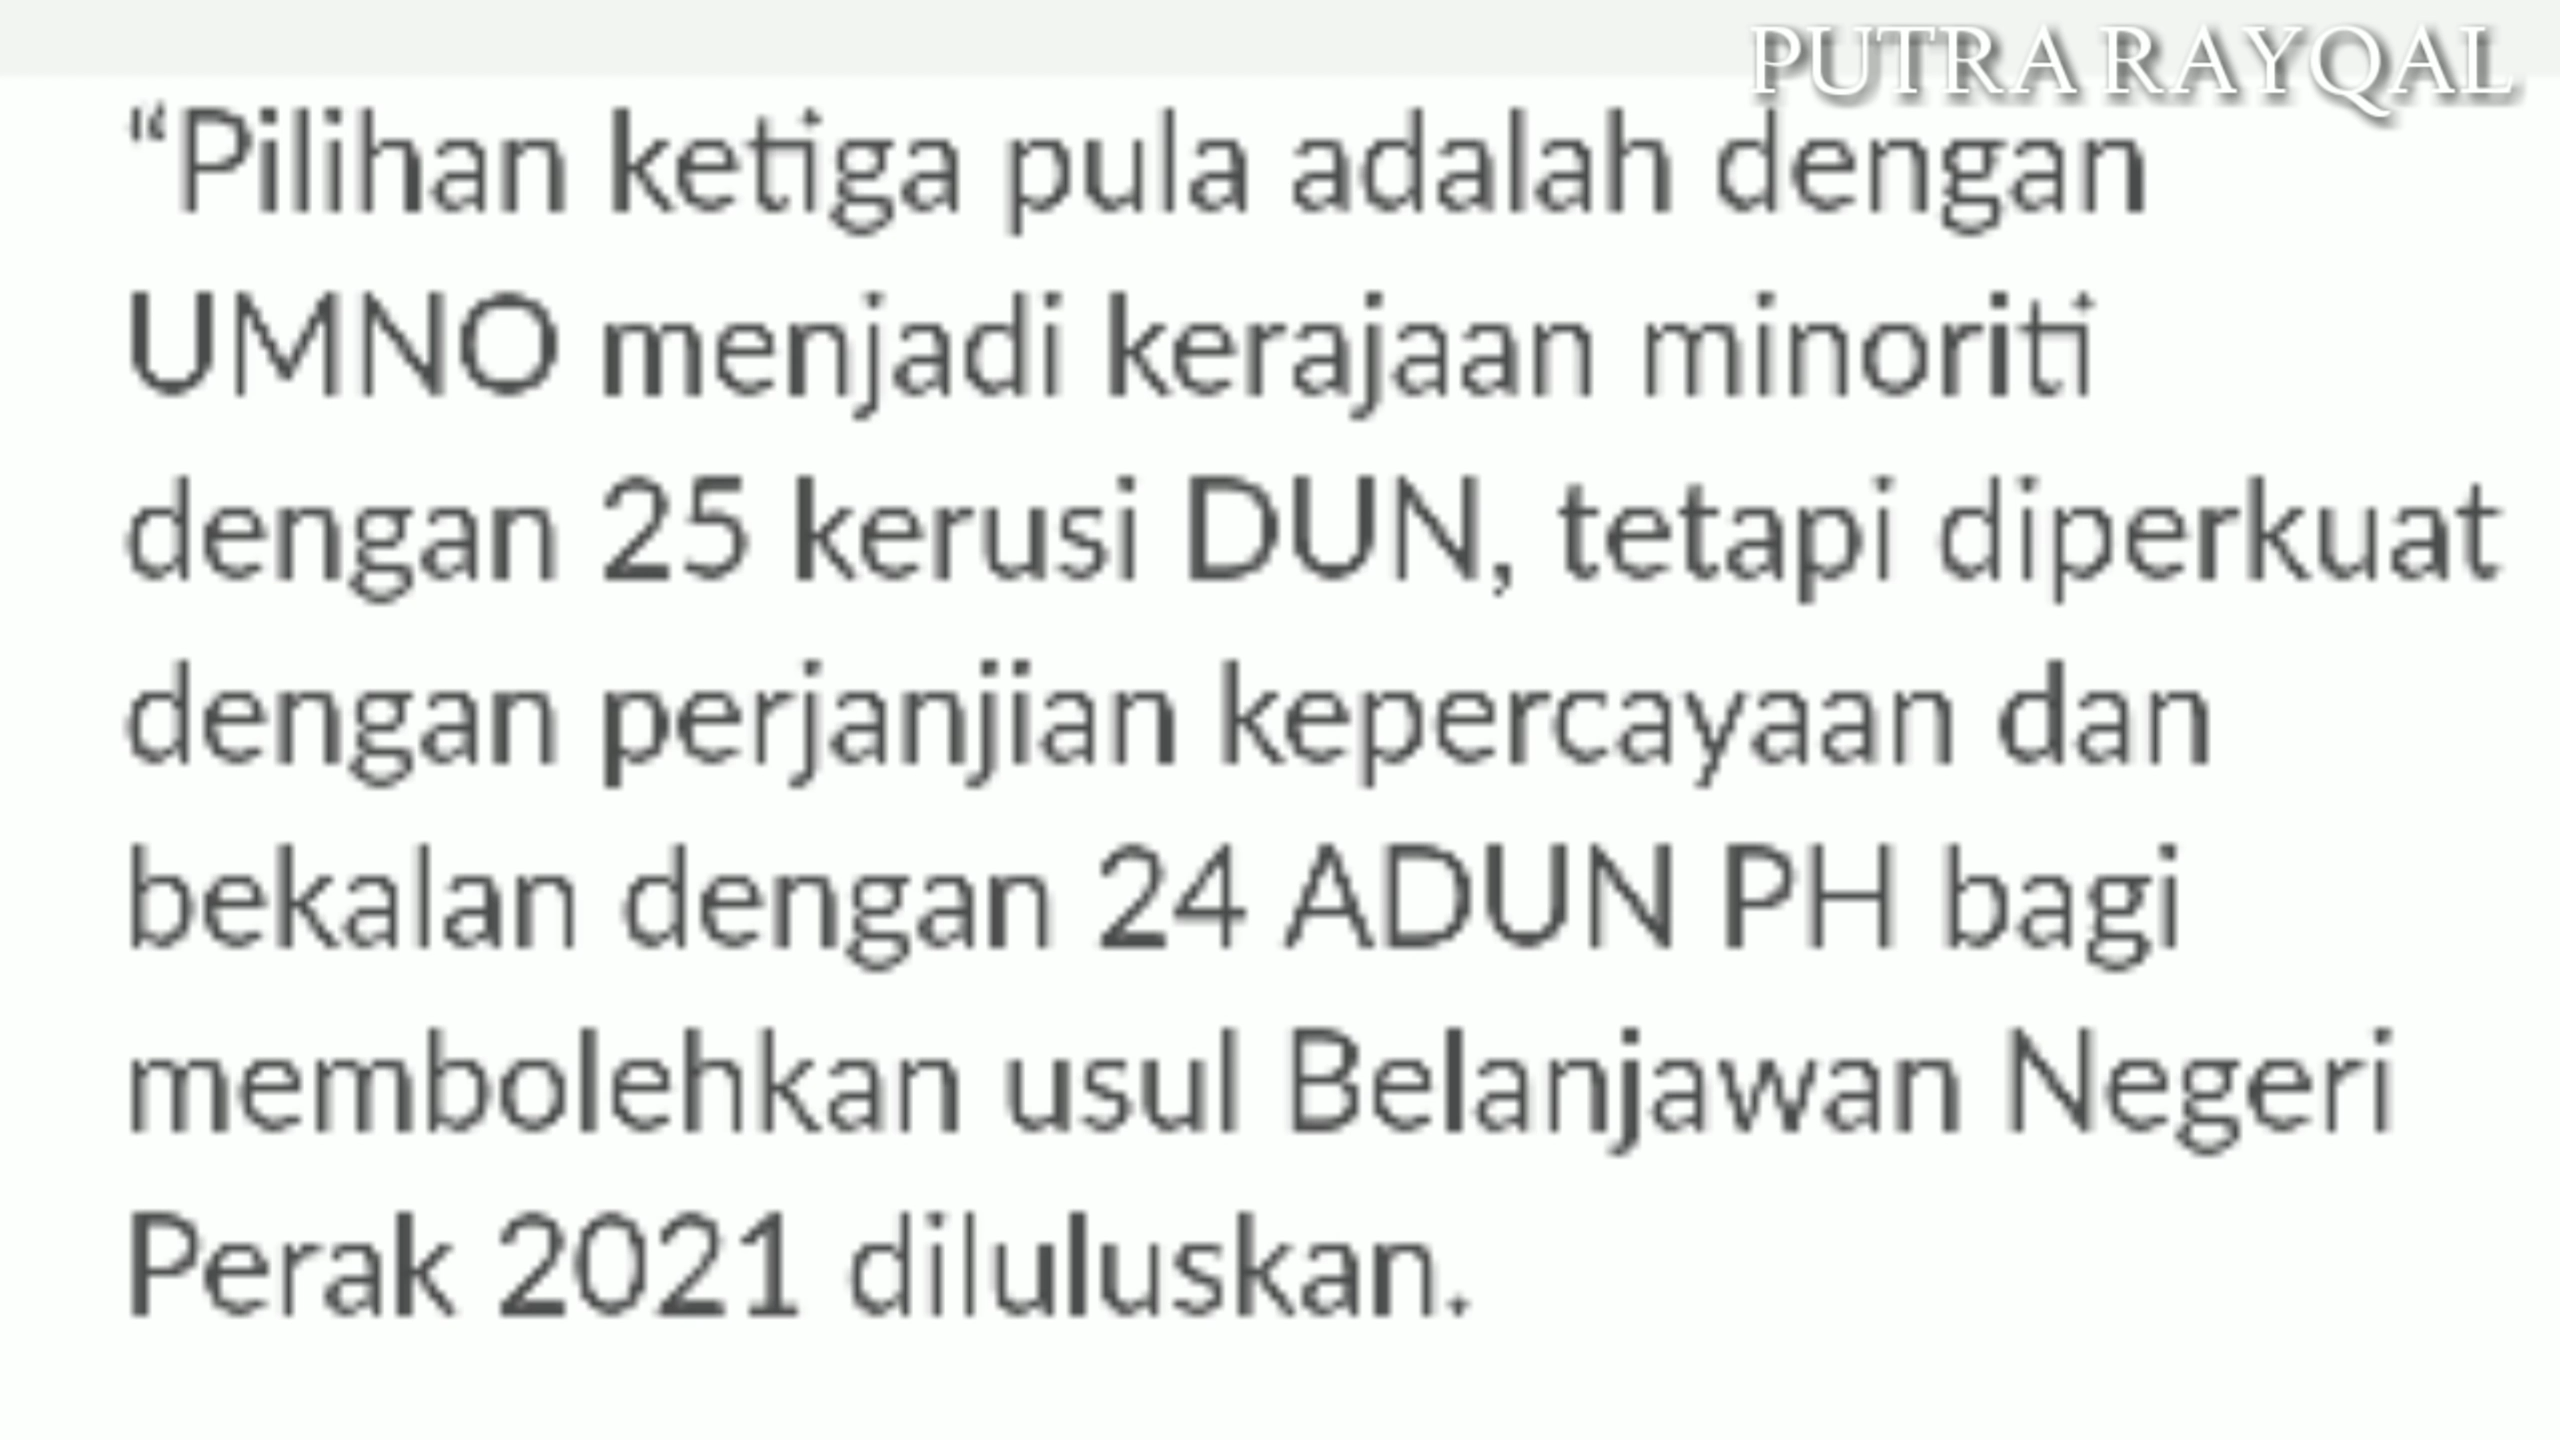 PUTRA RAYQAL
“Pilihan ketiga pula adalah dengan
UMNO menjadi kerajaan minoriti
dengan 25 kerusi DUN, tetapi diperkuat
dengan perjanjian kepercayaan dan
bekalan dengan 24 ADUN PH bagi
membolehkan usul Belanjawan Negeri
Perak 2021 diluluskan.